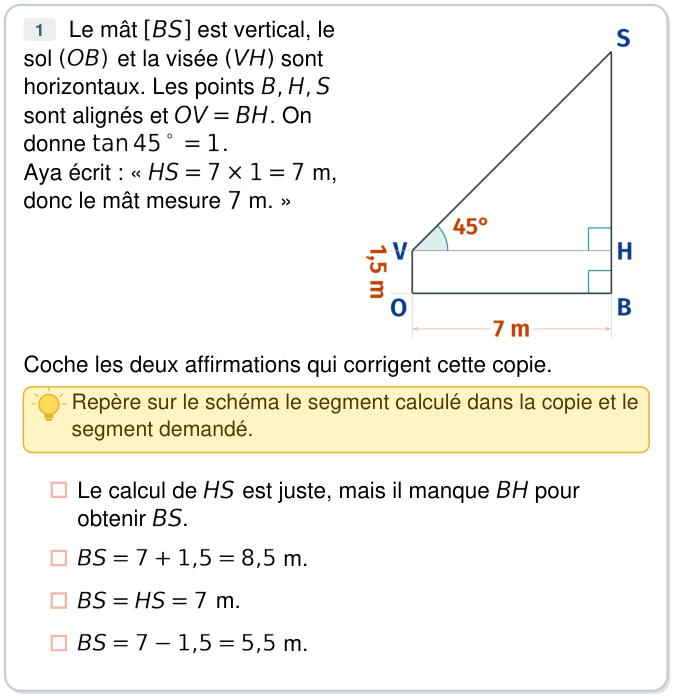 1 Le mât [BS] est vertical, le
sol (OB) et la visée (VH) sont
horizontaux. Les points B, H, S
sont alignés et OV = BH. On
donne tan 45° = 1.
Aya écrit : « HS = 7 × 1 = 7 m,
donc le mât mesure 7 m. »
S
45°
V
H
1,5 m
O
B
7 m
Coche les deux affirmations qui corrigent cette copie.
Repère sur le schéma le segment calculé dans la copie et le
segment demandé.
Le calcul de HS est juste, mais il manque BH pour
obtenir BS.
BS = 7 + 1,5 = 8,5 m.
BS = HS = 7 m.
BS = 7 − 1,5 = 5,5 m.